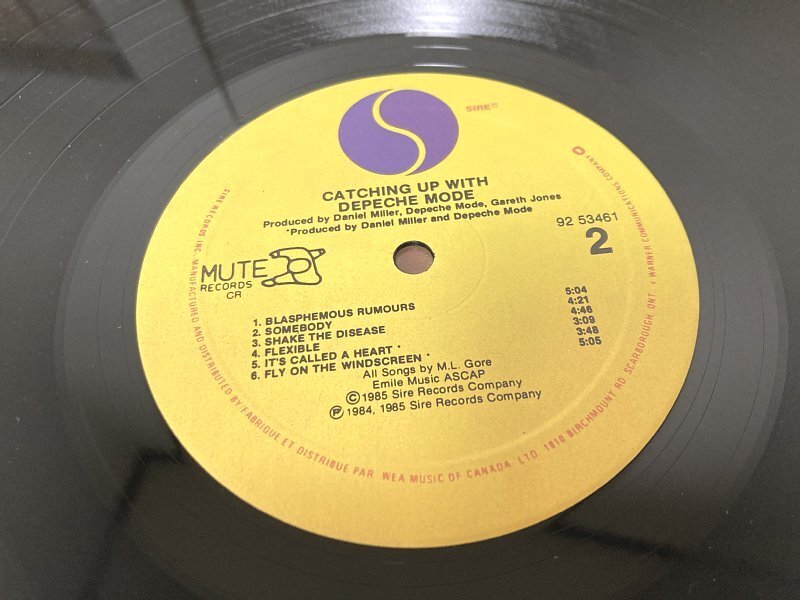 SIRE®
CATCHING UP WITH
DEPECHE MODE
Produced by Daniel Miller, Depeche Mode, Gareth Jones
*Produced by Daniel Miller and Depeche Mode
92 53461
2
MUTE
RECORDS
CR
1. BLASPHEMOUS RUMOURS 5:04
2. SOMEBODY 4:21
3. SHAKE THE DISEASE 4:46
4. FLEXIBLE 3:09
5. IT'S CALLED A HEART * 3:48
6. FLY ON THE WINDSCREEN * 5:05
All Songs by M.L. Gore
Emile Music ASCAP
©1985 Sire Records Company
℗ 1984, 1985 Sire Records Company
SIRE RECORDS INC. MANUFACTURED AND DISTRIBUTED BY / FABRIQUE ET DISTRIBUE PAR WEA MUSIC OF CANADA, LTD. 1810 BIRCHMOUNT RD. SCARBOROUGH, ONT., WARNER COMMUNICATIONS COMPANY